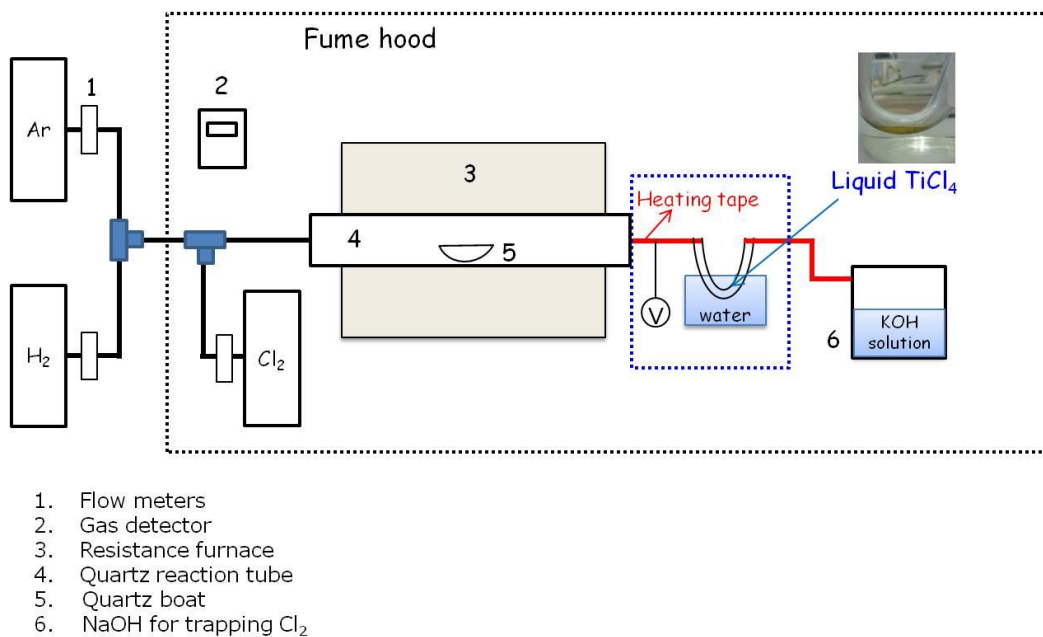 Fume hood
1
2
Ar
3
Liquid TiCl4
Heating tape
4
5
V
water
KOH
solution
6
H2
Cl2
1. Flow meters
2. Gas detector
3. Resistance furnace
4. Quartz reaction tube
5. Quartz boat
6. NaOH for trapping Cl2